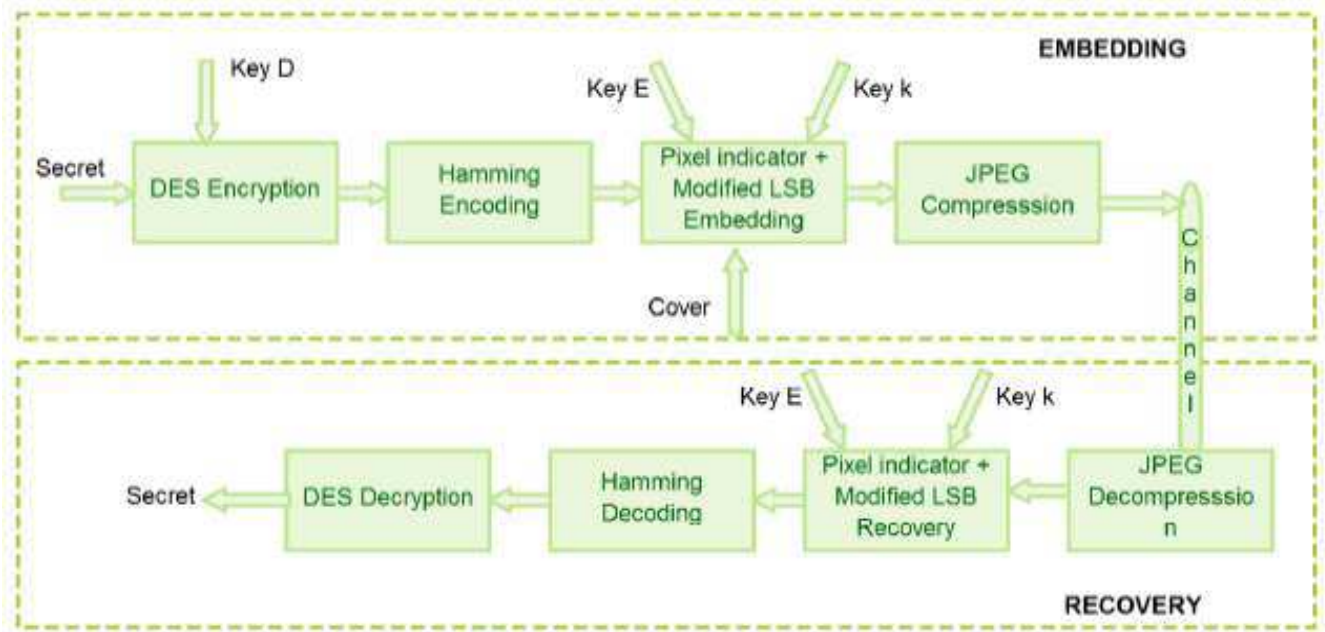 EMBEDDING
Key D
Key E
Key k
Secret
DES Encryption
Hamming
Encoding
Pixel indicator +
Modified LSB
Embedding
JPEG
Compresssion
Channel
Cover
Key E
Key k
Secret
DES Decryption
Hamming
Decoding
Pixel indicator +
Modified LSB
Recovery
JPEG
Decompresssio
n
RECOVERY